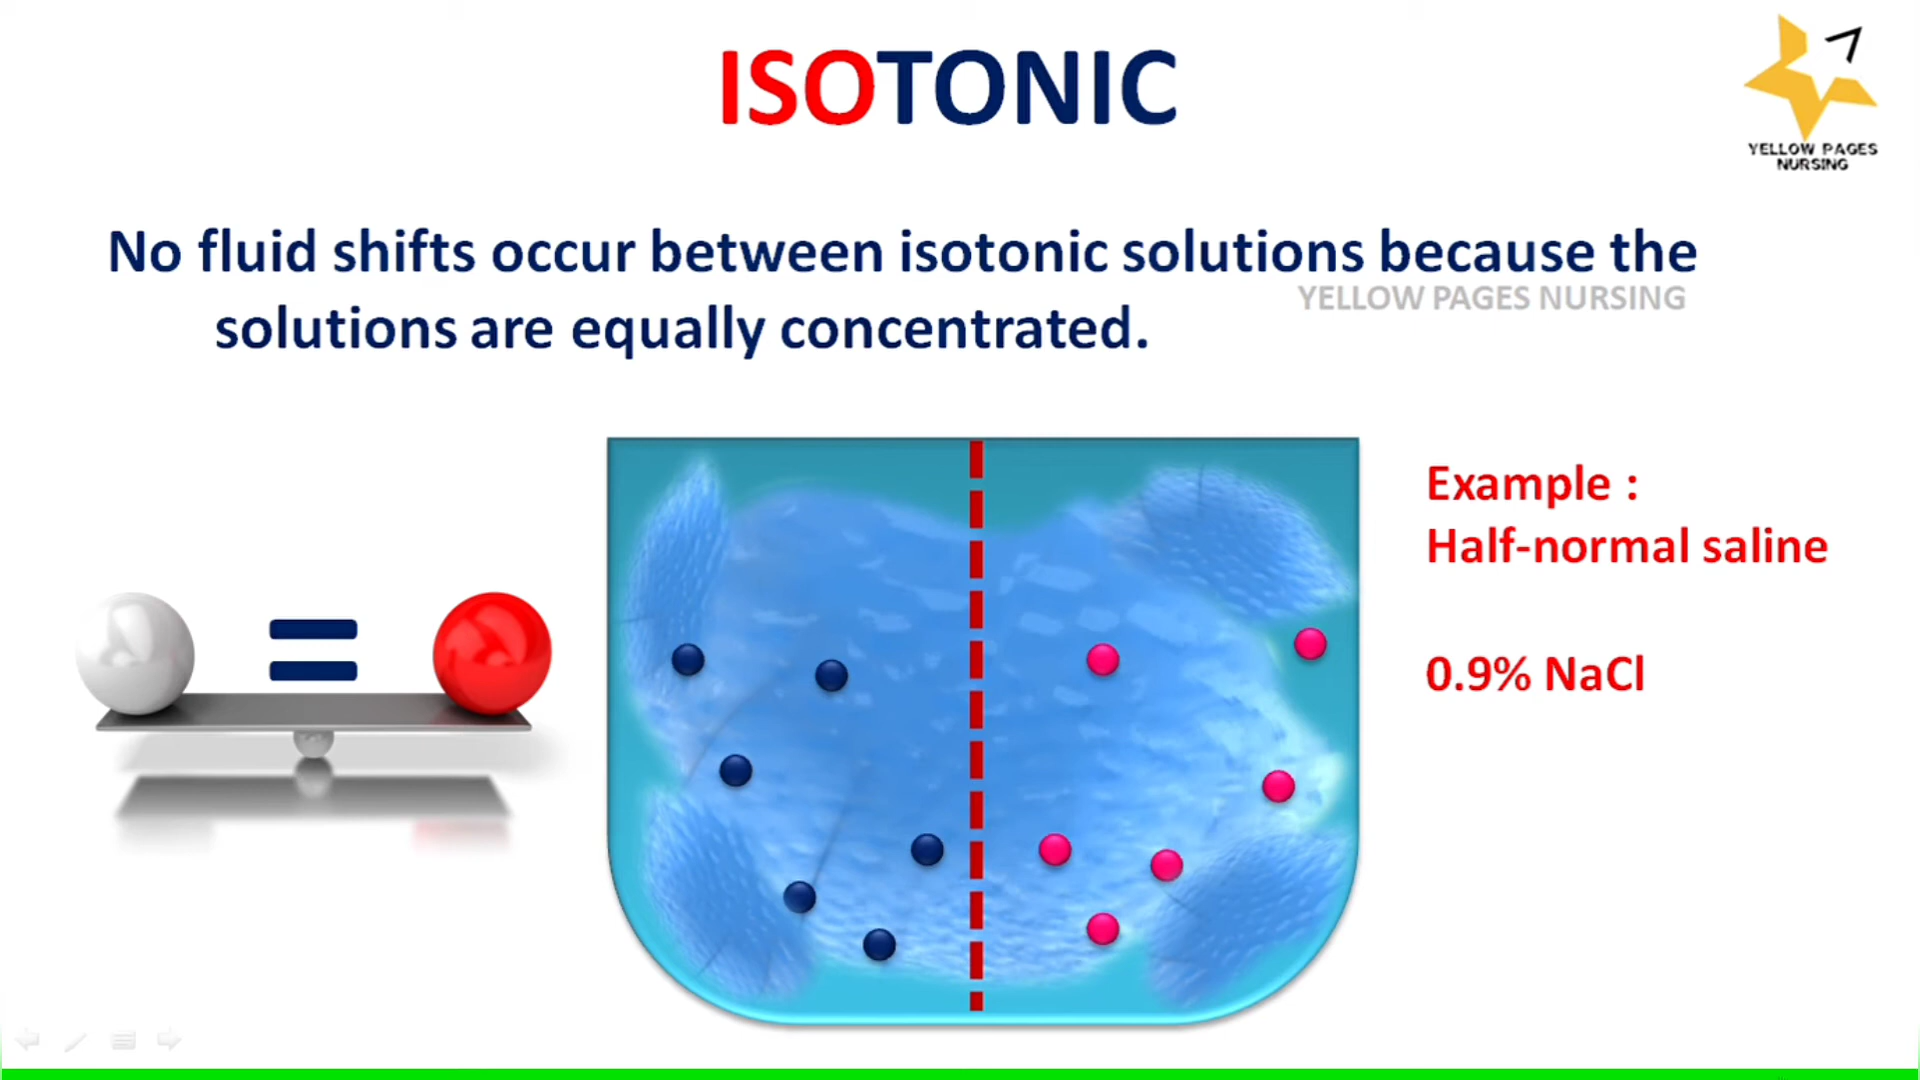 ISOTONIC
YELLOW PAGES
NURSING
No fluid shifts occur between isotonic solutions because the
solutions are equally concentrated.
YELLOW PAGES NURSING
Example :
Half-normal saline
0.9% NaCl